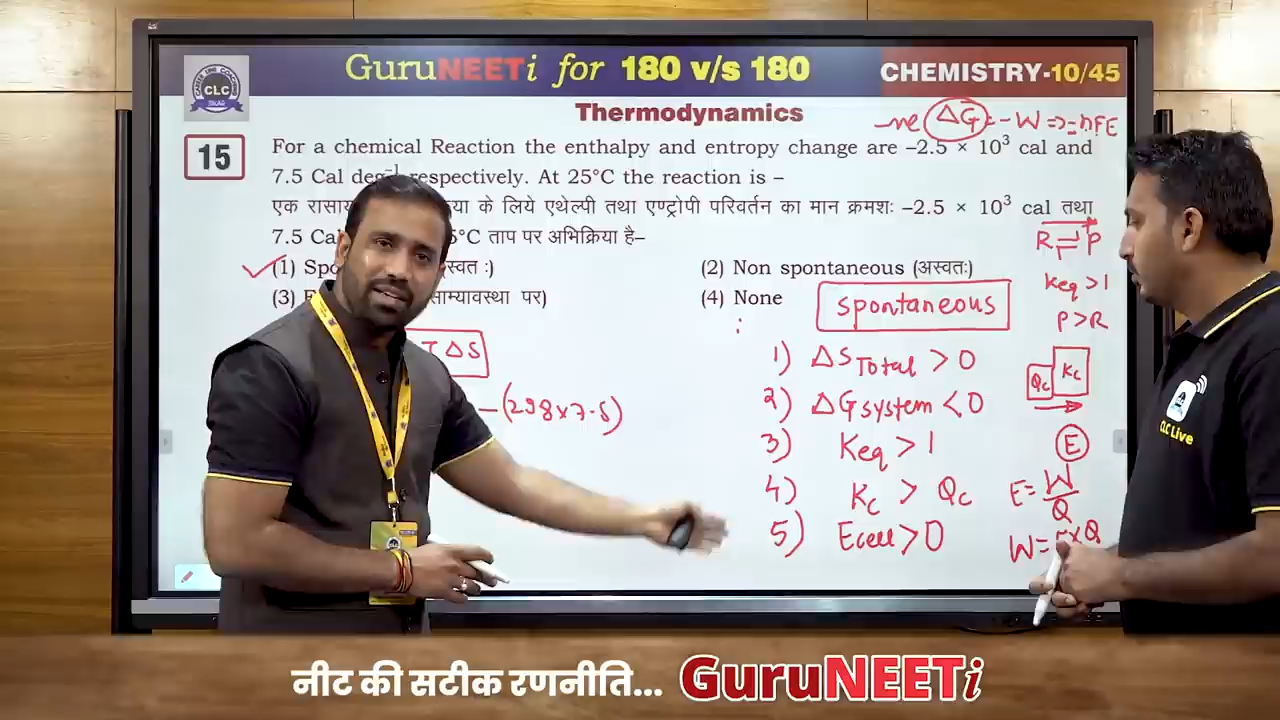 GuruNEETi for 180 v/s 180
CHEMISTRY-10/45
CLC
SIKAR
Thermodynamics
-ve ΔG = -W => -nFE
15
For a chemical Reaction the enthalpy and entropy change are –2.5 × 10³ cal and
7.5 Cal deg⁻¹ respectively. At 25°C the reaction is –
एक के लिये एथेल्पी तथा एण्ट्रोपी परिवर्तन का मान क्रमशः –2.5 × 10³ cal तथा
7.5 5°C ताप पर अभिक्रिया है–
(1) (2) Non spontaneous (अस्वतः)
(3) साम्यावस्था पर) (4) None
R ⇌ P
Keq > 1
P > R
spontaneous
T Δ S
– (298×7.5)
1) ΔS Total > 0
2) ΔG system < 0
3) Keq > 1
4) Kc > Qc
5) Ecell > 0
Qc Kc
E
E = W/Q
W = × Q
CLC Live
नीट की सटीक रणनीति... GuruNEETi